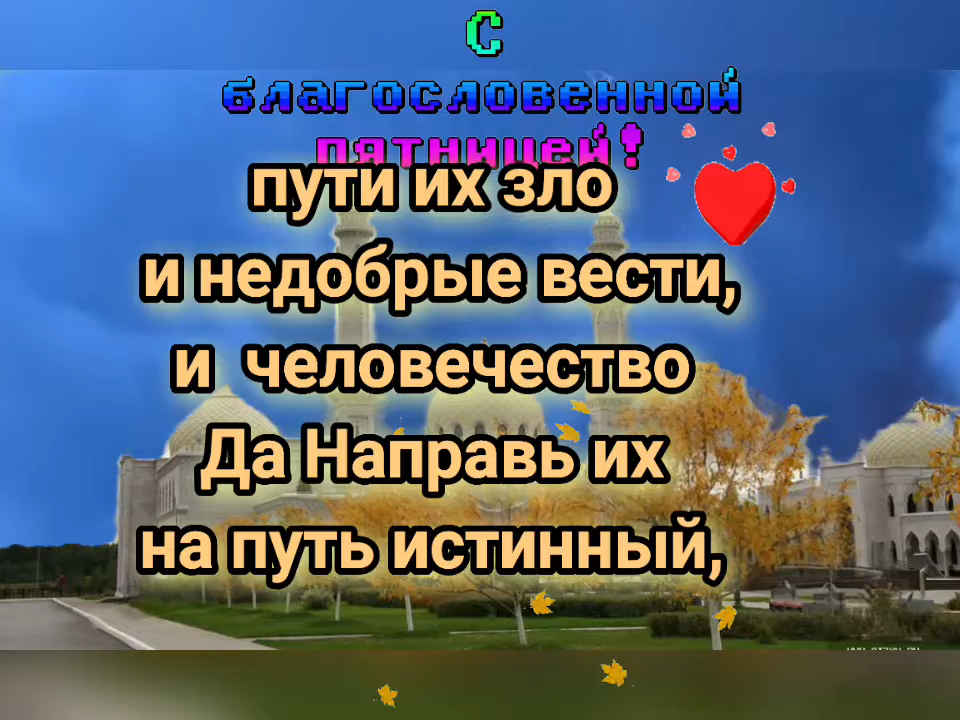 С
благословенной
пятницей!
пути их зло
и недобрые вести,
и человечество
Да Направь их
на путь истинный,